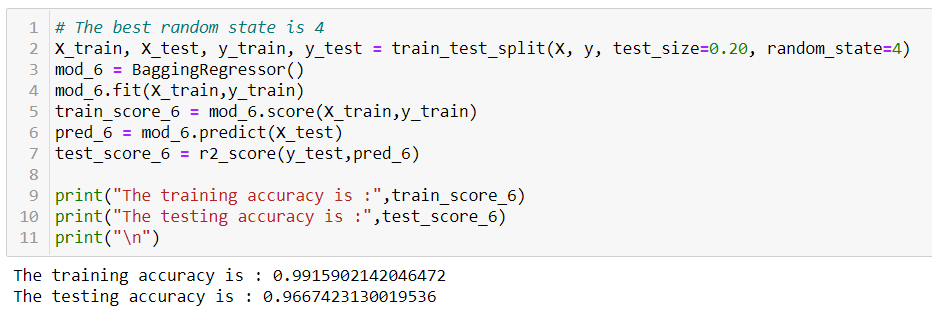 1 # The best random state is 4
2 X_train, X_test, y_train, y_test = train_test_split(X, y, test_size=0.20, random_state=4)
3 mod_6 = BaggingRegressor()
4 mod_6.fit(X_train,y_train)
5 train_score_6 = mod_6.score(X_train,y_train)
6 pred_6 = mod_6.predict(X_test)
7 test_score_6 = r2_score(y_test,pred_6)
8
9 print("The training accuracy is :",train_score_6)
10 print("The testing accuracy is :",test_score_6)
11 print("\n")
The training accuracy is : 0.9915902142046472
The testing accuracy is : 0.9667423130019536